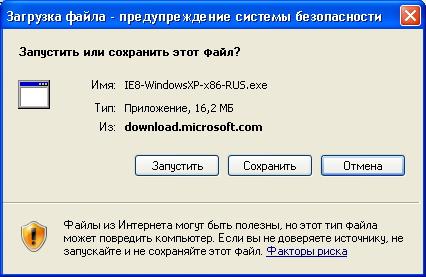 Загрузка файла - предупреждение системы безопасности
Запустить или сохранить этот файл?
Имя: IE8-WindowsXP-x86-RUS.exe
Тип: Приложение, 16,2 МБ
Из: download.microsoft.com
Запустить Сохранить Отмена
Файлы из Интернета могут быть полезны, но этот тип файла
может повредить компьютер. Если вы не доверяете источнику, не
запускайте и не сохраняйте этот файл. Факторы риска